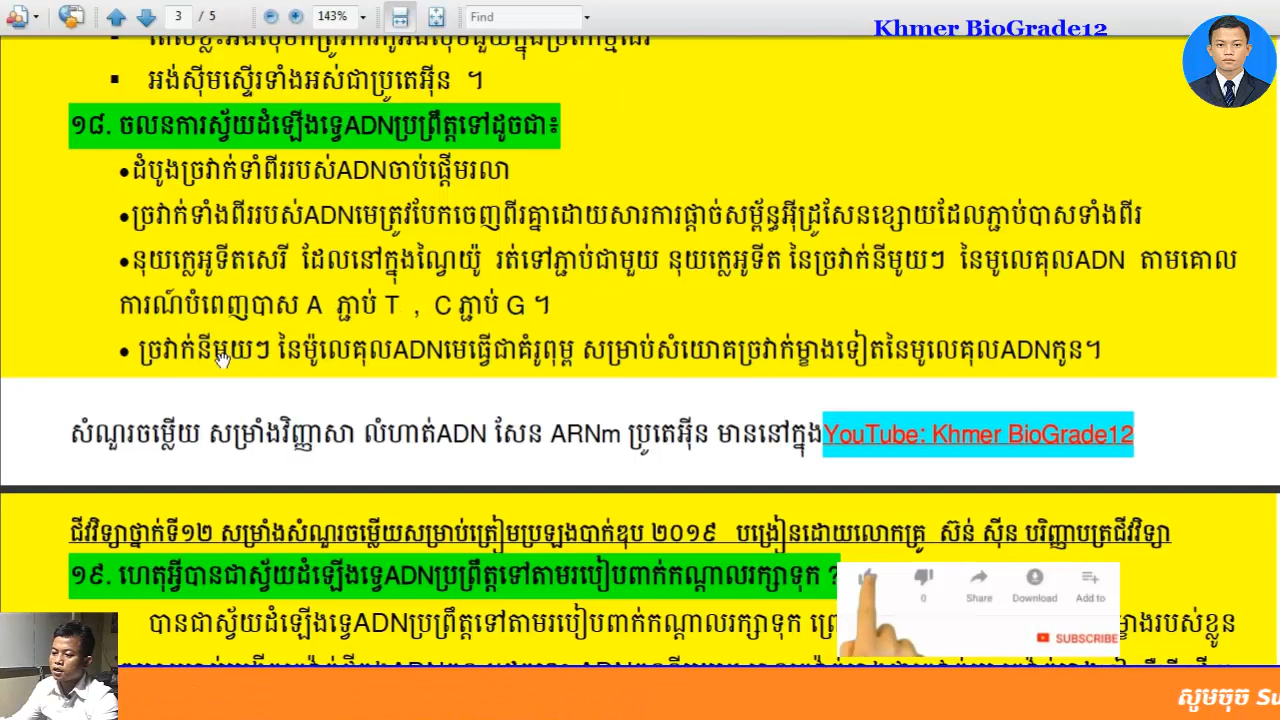 3 / 5
143%
Find
Khmer BioGrade12
▪ អង់ស៊ីមស្ទើរទាំងអស់ជាប្រូតេអ៊ីន ។
១៨. ចលនការស្វ័យដំឡើងទ្វេADNប្រព្រឹត្តទៅដូចជា៖
•ដំបូងច្រវាក់ទាំពីររបស់ADNចាប់ផ្តើមរលា
•ច្រវាក់ទាំងពីររបស់ADNមេត្រូវបែកចេញពីរគ្នាដោយសារការផ្តាច់សម្ព័ន្ធអ៊ីដ្រូសែនខ្សោយដែលភ្ជាប់បាសទាំងពីរ
•នុយក្លេអូទីតសេរី ដែលនៅក្នុងណ្វៃយ៉ូ រត់ទៅភ្ជាប់ជាមួយ នុយក្លេអូទីត នៃច្រវាក់នីមួយៗ នៃមូលេគុលADN តាមគោល
ការណ៍បំពេញបាស A ភ្ជាប់ T , C ភ្ជាប់ G ។
• ច្រវាក់នីមួយៗ នៃម៉ូលេគុលADNមេធ្វើជាគំរូពុម្ព សម្រាប់សំយោគច្រវាក់ម្ខាងទៀតនៃមូលេគុលADNកូន។
សំណួរចម្លើយ សម្រាំងវិញ្ញាសា លំហាត់ADN សែន ARNm ប្រូតេអ៊ីន មាននៅក្នុងYouTube: Khmer BioGrade12
ជីវវិទ្យាថ្នាក់ទី១២ សម្រាំងសំណួរចម្លើយសម្រាប់ត្រៀមប្រឡងបាក់ឌុប ២០១៩ បង្រៀនដោយលោកគ្រូ ស៊ន់ ស៊ីន បរិញ្ញាបត្រជីវវិទ្យា
១៩. ហេតុអ្វីបានជាស្វ័យដំឡើងទ្វេADNប្រព្រឹត្តទៅតាមរបៀបពាក់កណ្តាលរក្សាទុក ?
0 Share Download Add to
បានជាស្វ័យដំឡើងទ្វេADNប្រព្រឹត្តទៅតាមរបៀបពាក់កណ្តាលរក្សាទុក ម្ខាងរបស់ខ្លួន
SUBSCRIBE
សូមចុច